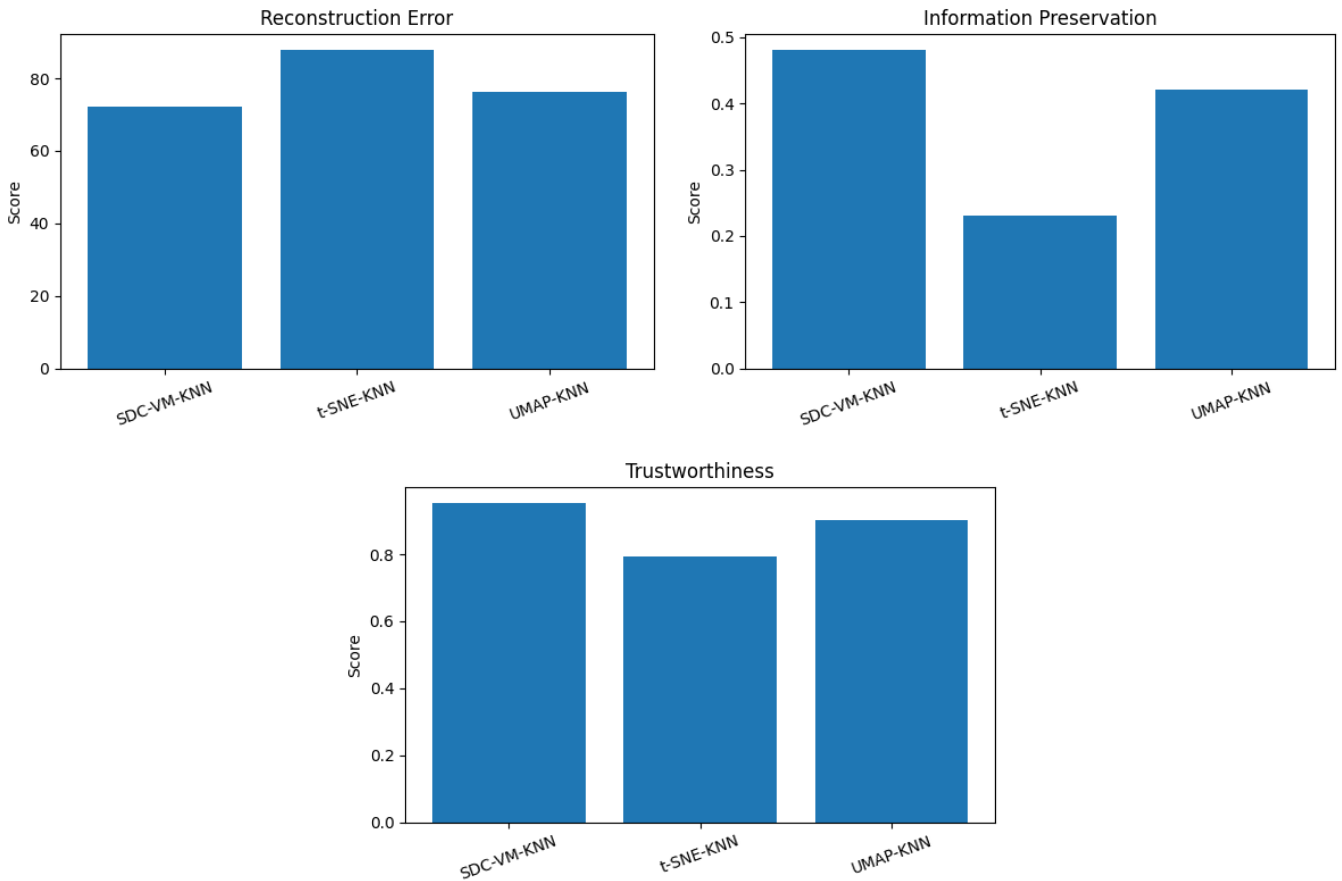 Reconstruction Error
Score
80
60
40
20
0
SDC-VM-KNN
t-SNE-KNN
UMAP-KNN
Information Preservation
Score
0.5
0.4
0.3
0.2
0.1
0.0
SDC-VM-KNN
t-SNE-KNN
UMAP-KNN
Trustworthiness
Score
0.8
0.6
0.4
0.2
0.0
SDC-VM-KNN
t-SNE-KNN
UMAP-KNN